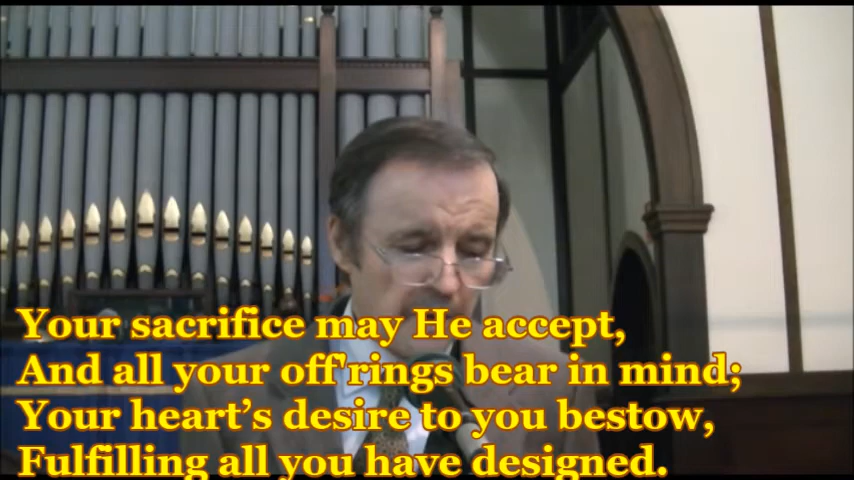 Your sacrifice may He accept,
And all your off'rings bear in mind;
Your heart’s desire to you bestow,
Fulfilling all you have designed.